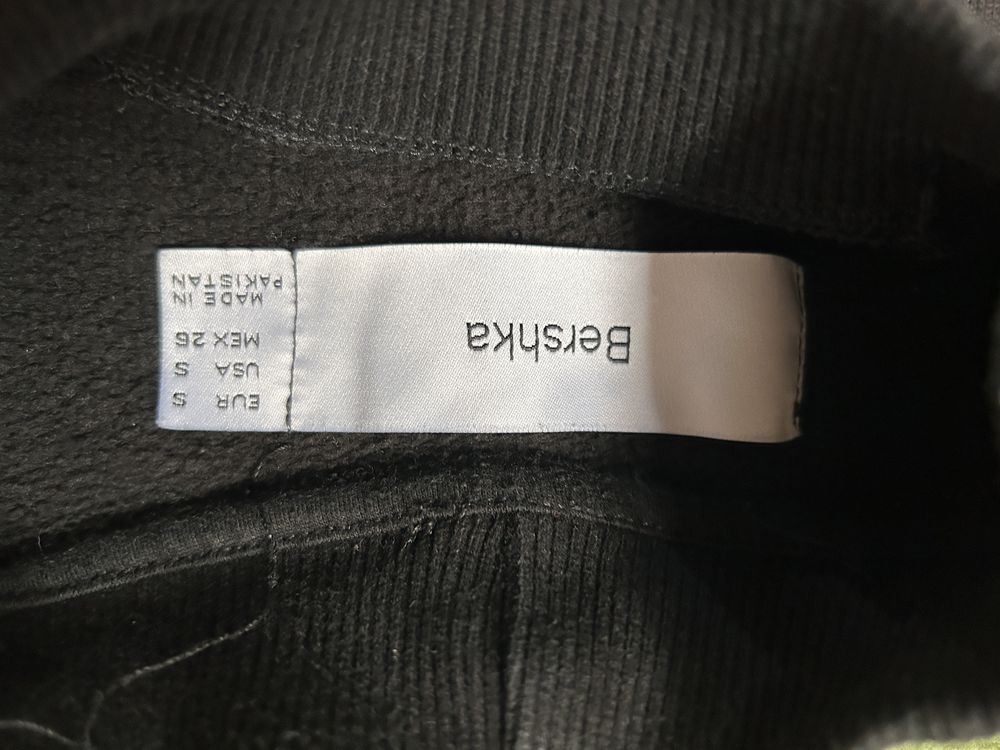 Bershka
EUR S
USA S
MEX 26
MADE IN
PAKISTAN